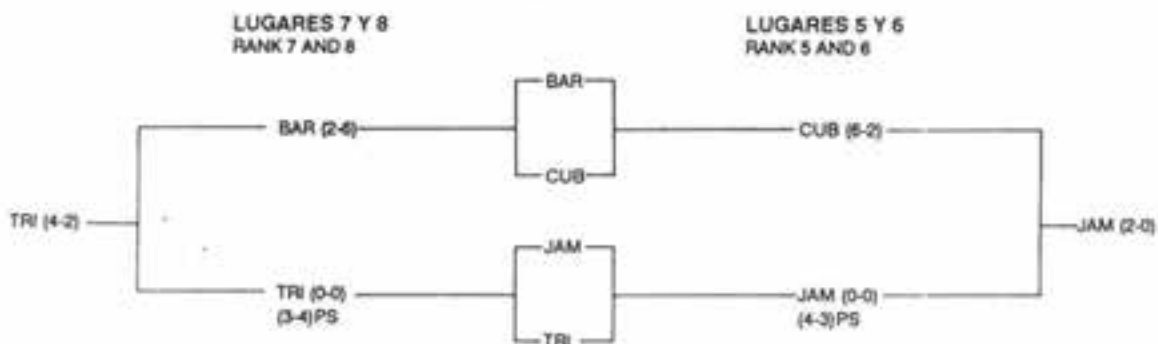 LUGARES 7 Y 8
RANK 7 AND 8
LUGARES 5 Y 6
RANK 5 AND 6
BAR
BAR (2-6)
CUB (6-2)
CUB
TRI (4-2)
JAM (2-0)
JAM
TRI (0-0)
(3-4)PS
JAM (0-0)
(4-3)PS
TRI